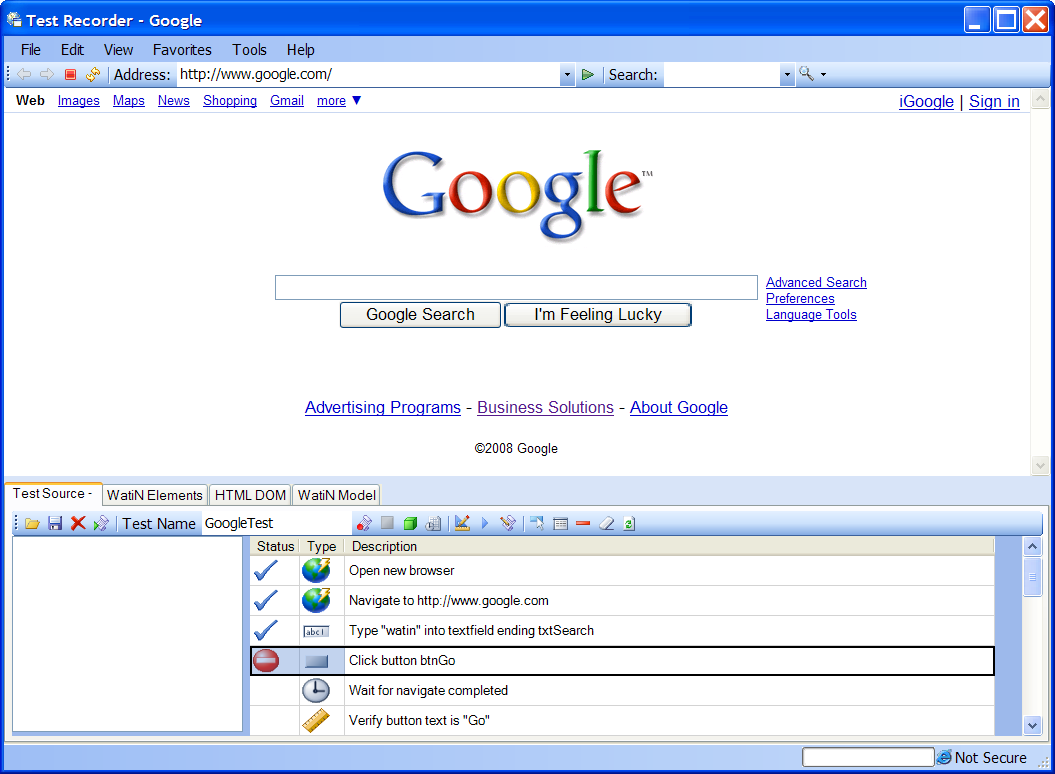 Test Recorder - Google
File Edit View Favorites Tools Help
Address: http://www.google.com/ Search:
Web Images Maps News Shopping Gmail more ▼ iGoogle | Sign in
Google™
Advanced Search
Preferences
Language Tools
Google Search I'm Feeling Lucky
Advertising Programs - Business Solutions - About Google
©2008 Google
Test Source - WatiN Elements HTML DOM WatiN Model
Test Name GoogleTest
Status Type Description
Open new browser
Navigate to http://www.google.com
abc Type "watin" into textfield ending txtSearch
Click button btnGo
Wait for navigate completed
Verify button text is "Go"
Not Secure